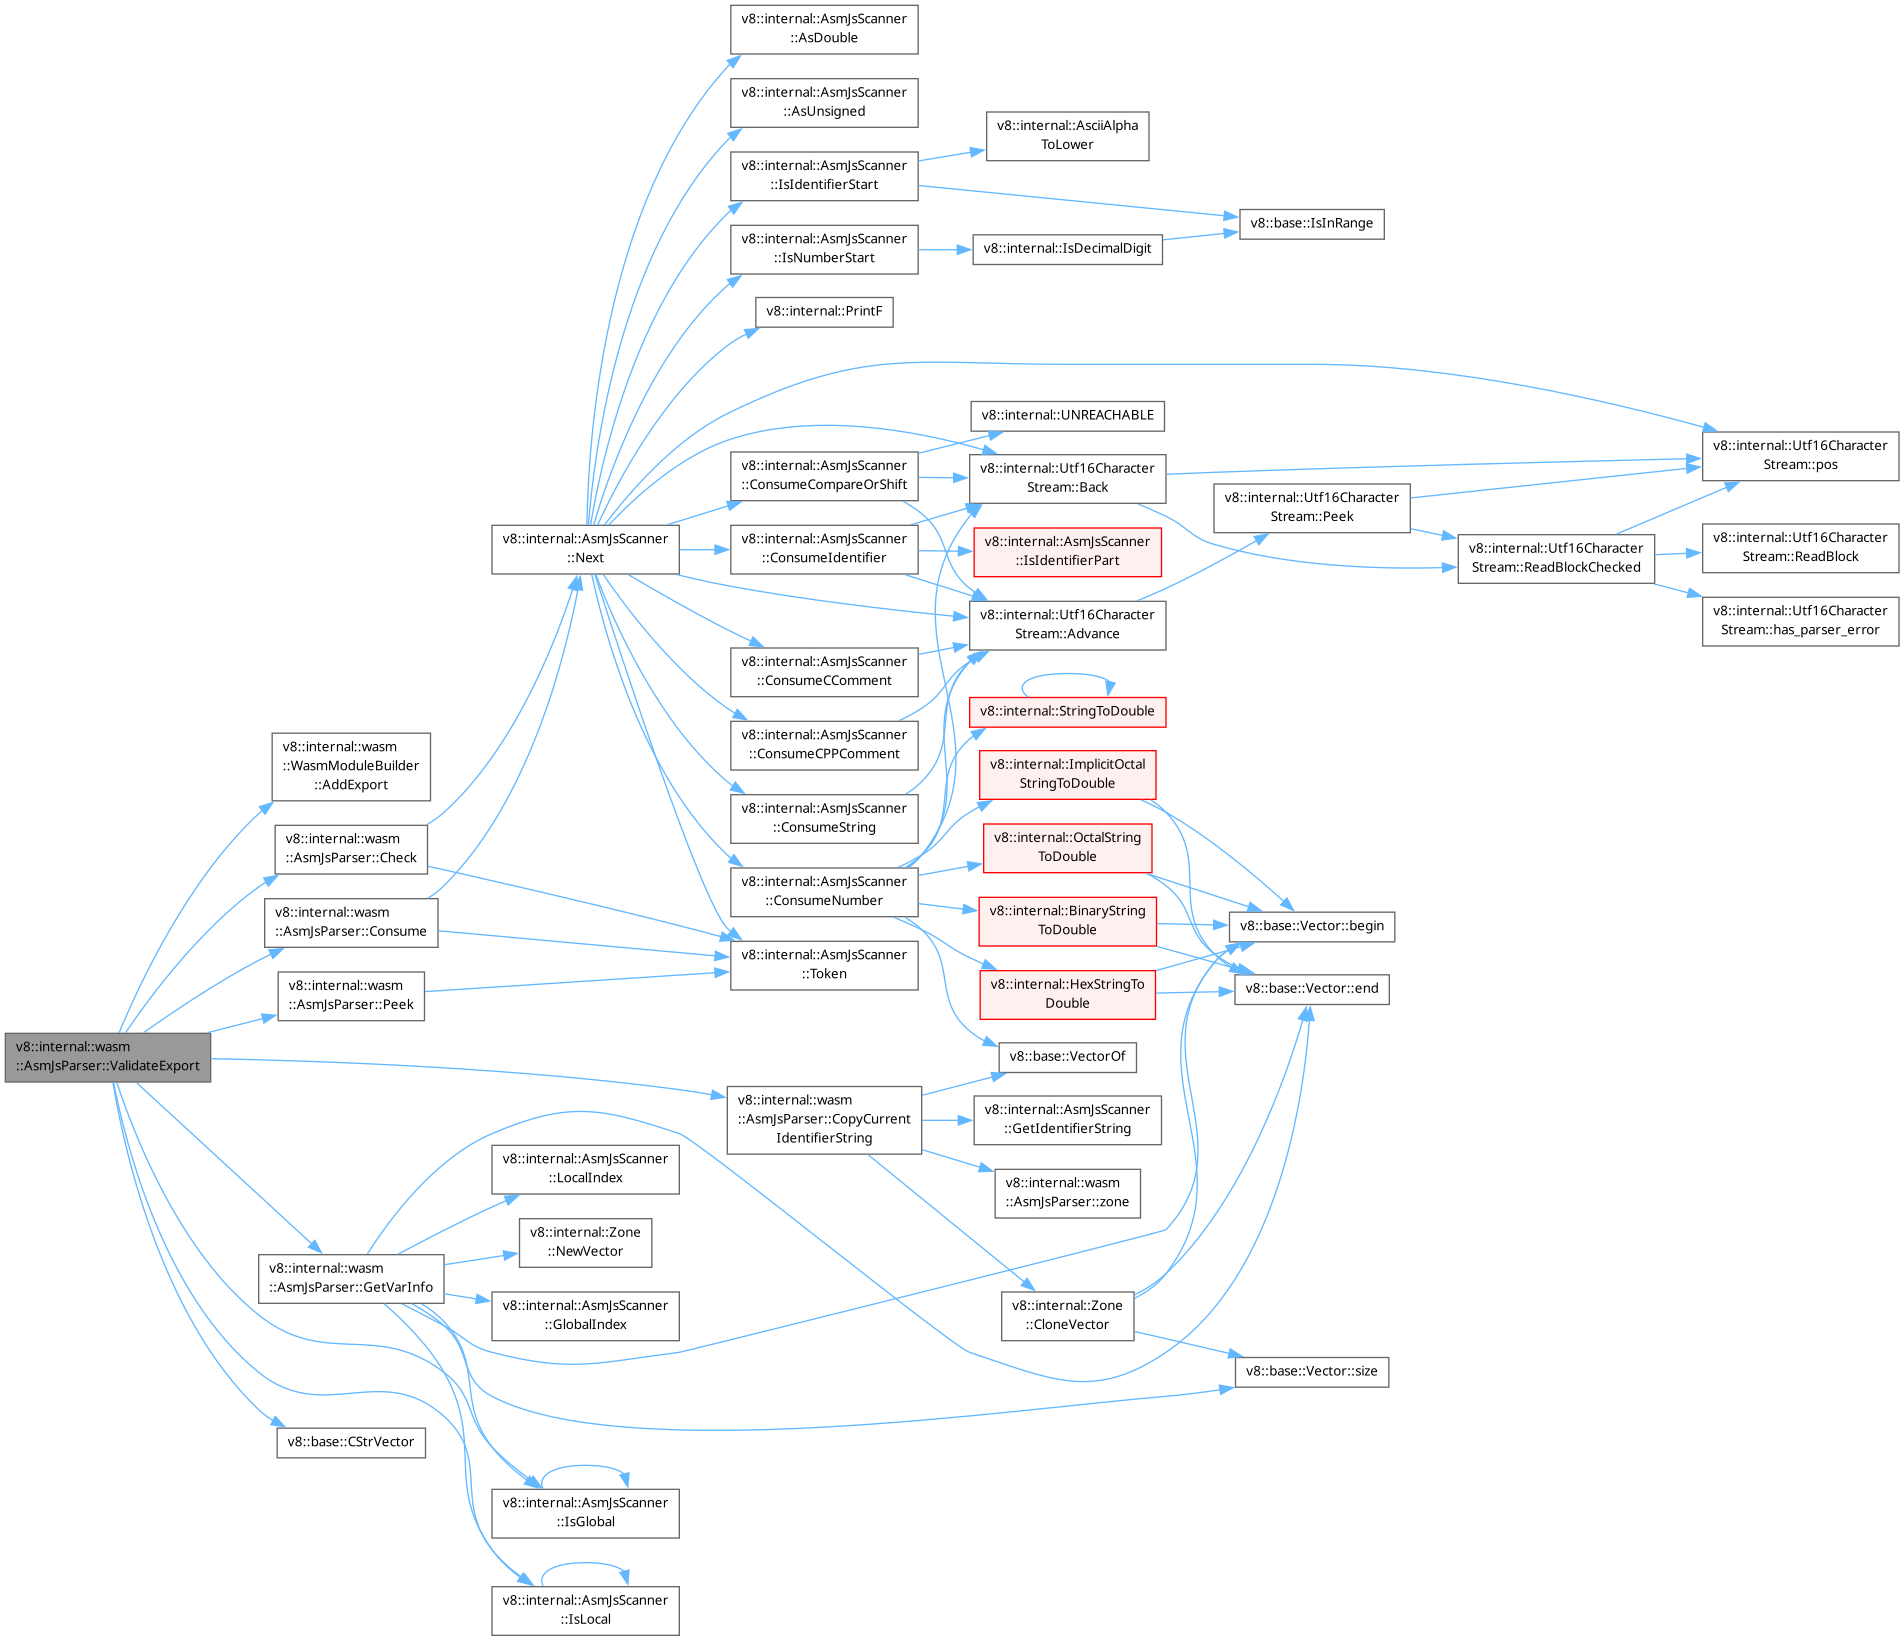 v8::internal::AsmJsScanner
::AsDouble
v8::internal::AsmJsScanner
::AsUnsigned
v8::internal::AsciiAlpha
ToLower
v8::internal::AsmJsScanner
::IsIdentifierStart
v8::base::IsInRange
v8::internal::AsmJsScanner
::IsNumberStart
v8::internal::IsDecimalDigit
v8::internal::PrintF
v8::internal::UNREACHABLE
v8::internal::Utf16Character
Stream::pos
v8::internal::AsmJsScanner
::ConsumeCompareOrShift
v8::internal::Utf16Character
Stream::Back
v8::internal::Utf16Character
Stream::Peek
v8::internal::AsmJsScanner
::Next
v8::internal::AsmJsScanner
::ConsumeIdentifier
v8::internal::AsmJsScanner
::IsIdentifierPart
v8::internal::Utf16Character
Stream::ReadBlockChecked
v8::internal::Utf16Character
Stream::ReadBlock
v8::internal::Utf16Character
Stream::Advance
v8::internal::Utf16Character
Stream::has_parser_error
v8::internal::AsmJsScanner
::ConsumeCComment
v8::internal::StringToDouble
v8::internal::AsmJsScanner
::ConsumeCPPComment
v8::internal::wasm
::WasmModuleBuilder
::AddExport
v8::internal::ImplicitOctal
StringToDouble
v8::internal::AsmJsScanner
::ConsumeString
v8::internal::wasm
::AsmJsParser::Check
v8::internal::OctalString
ToDouble
v8::internal::AsmJsScanner
::ConsumeNumber
v8::internal::wasm
::AsmJsParser::Consume
v8::internal::BinaryString
ToDouble
v8::base::Vector::begin
v8::internal::AsmJsScanner
::Token
v8::internal::wasm
::AsmJsParser::Peek
v8::internal::HexStringTo
Double
v8::base::Vector::end
v8::internal::wasm
::AsmJsParser::ValidateExport
v8::base::VectorOf
v8::internal::wasm
::AsmJsParser::CopyCurrent
IdentifierString
v8::internal::AsmJsScanner
::GetIdentifierString
v8::internal::AsmJsScanner
::LocalIndex
v8::internal::wasm
::AsmJsParser::zone
v8::internal::Zone
::NewVector
v8::internal::wasm
::AsmJsParser::GetVarInfo
v8::internal::AsmJsScanner
::GlobalIndex
v8::internal::Zone
::CloneVector
v8::base::Vector::size
v8::base::CStrVector
v8::internal::AsmJsScanner
::IsGlobal
v8::internal::AsmJsScanner
::IsLocal